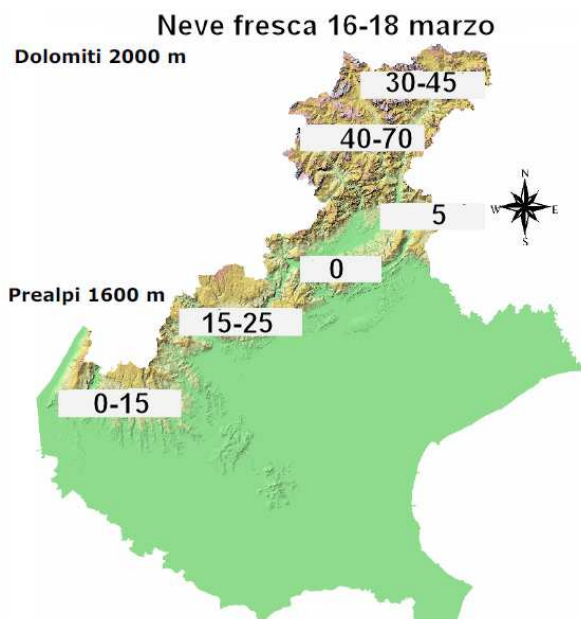 Neve fresca 16-18 marzo
Dolomiti 2000 m
30-45
40-70
N
W E
S
5
0
Prealpi 1600 m
15-25
0-15